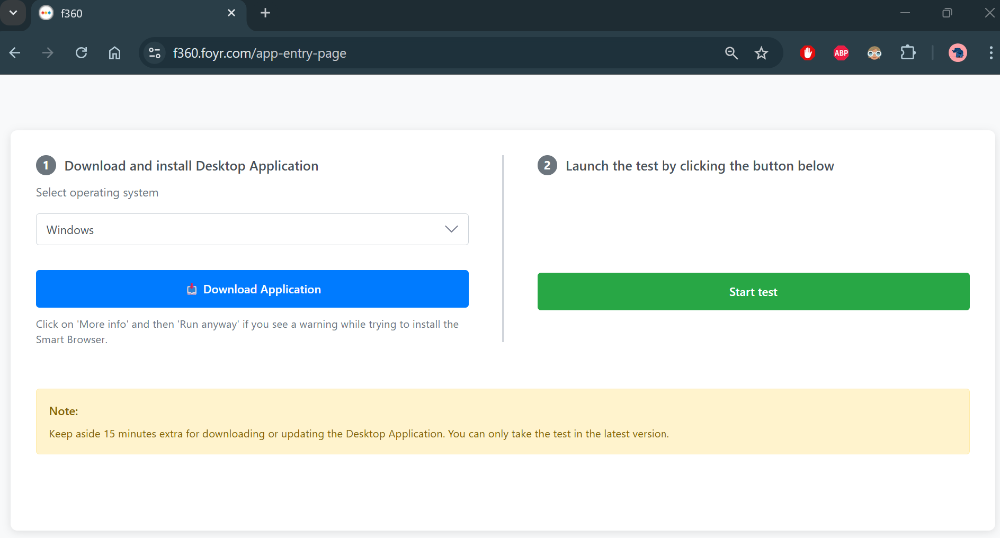 f360
f360.foyr.com/app-entry-page
ABP
1 Download and install Desktop Application
Select operating system
Windows
Download Application
Click on 'More info' and then 'Run anyway' if you see a warning while trying to install the
Smart Browser.
2 Launch the test by clicking the button below
Start test
Note:
Keep aside 15 minutes extra for downloading or updating the Desktop Application. You can only take the test in the latest version.